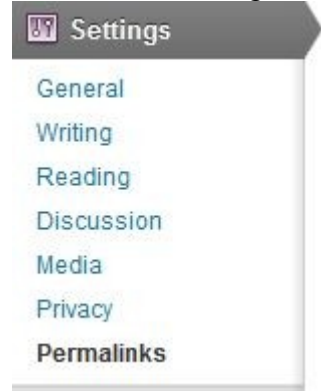 Settings
General
Writing
Reading
Discussion
Media
Privacy
Permalinks